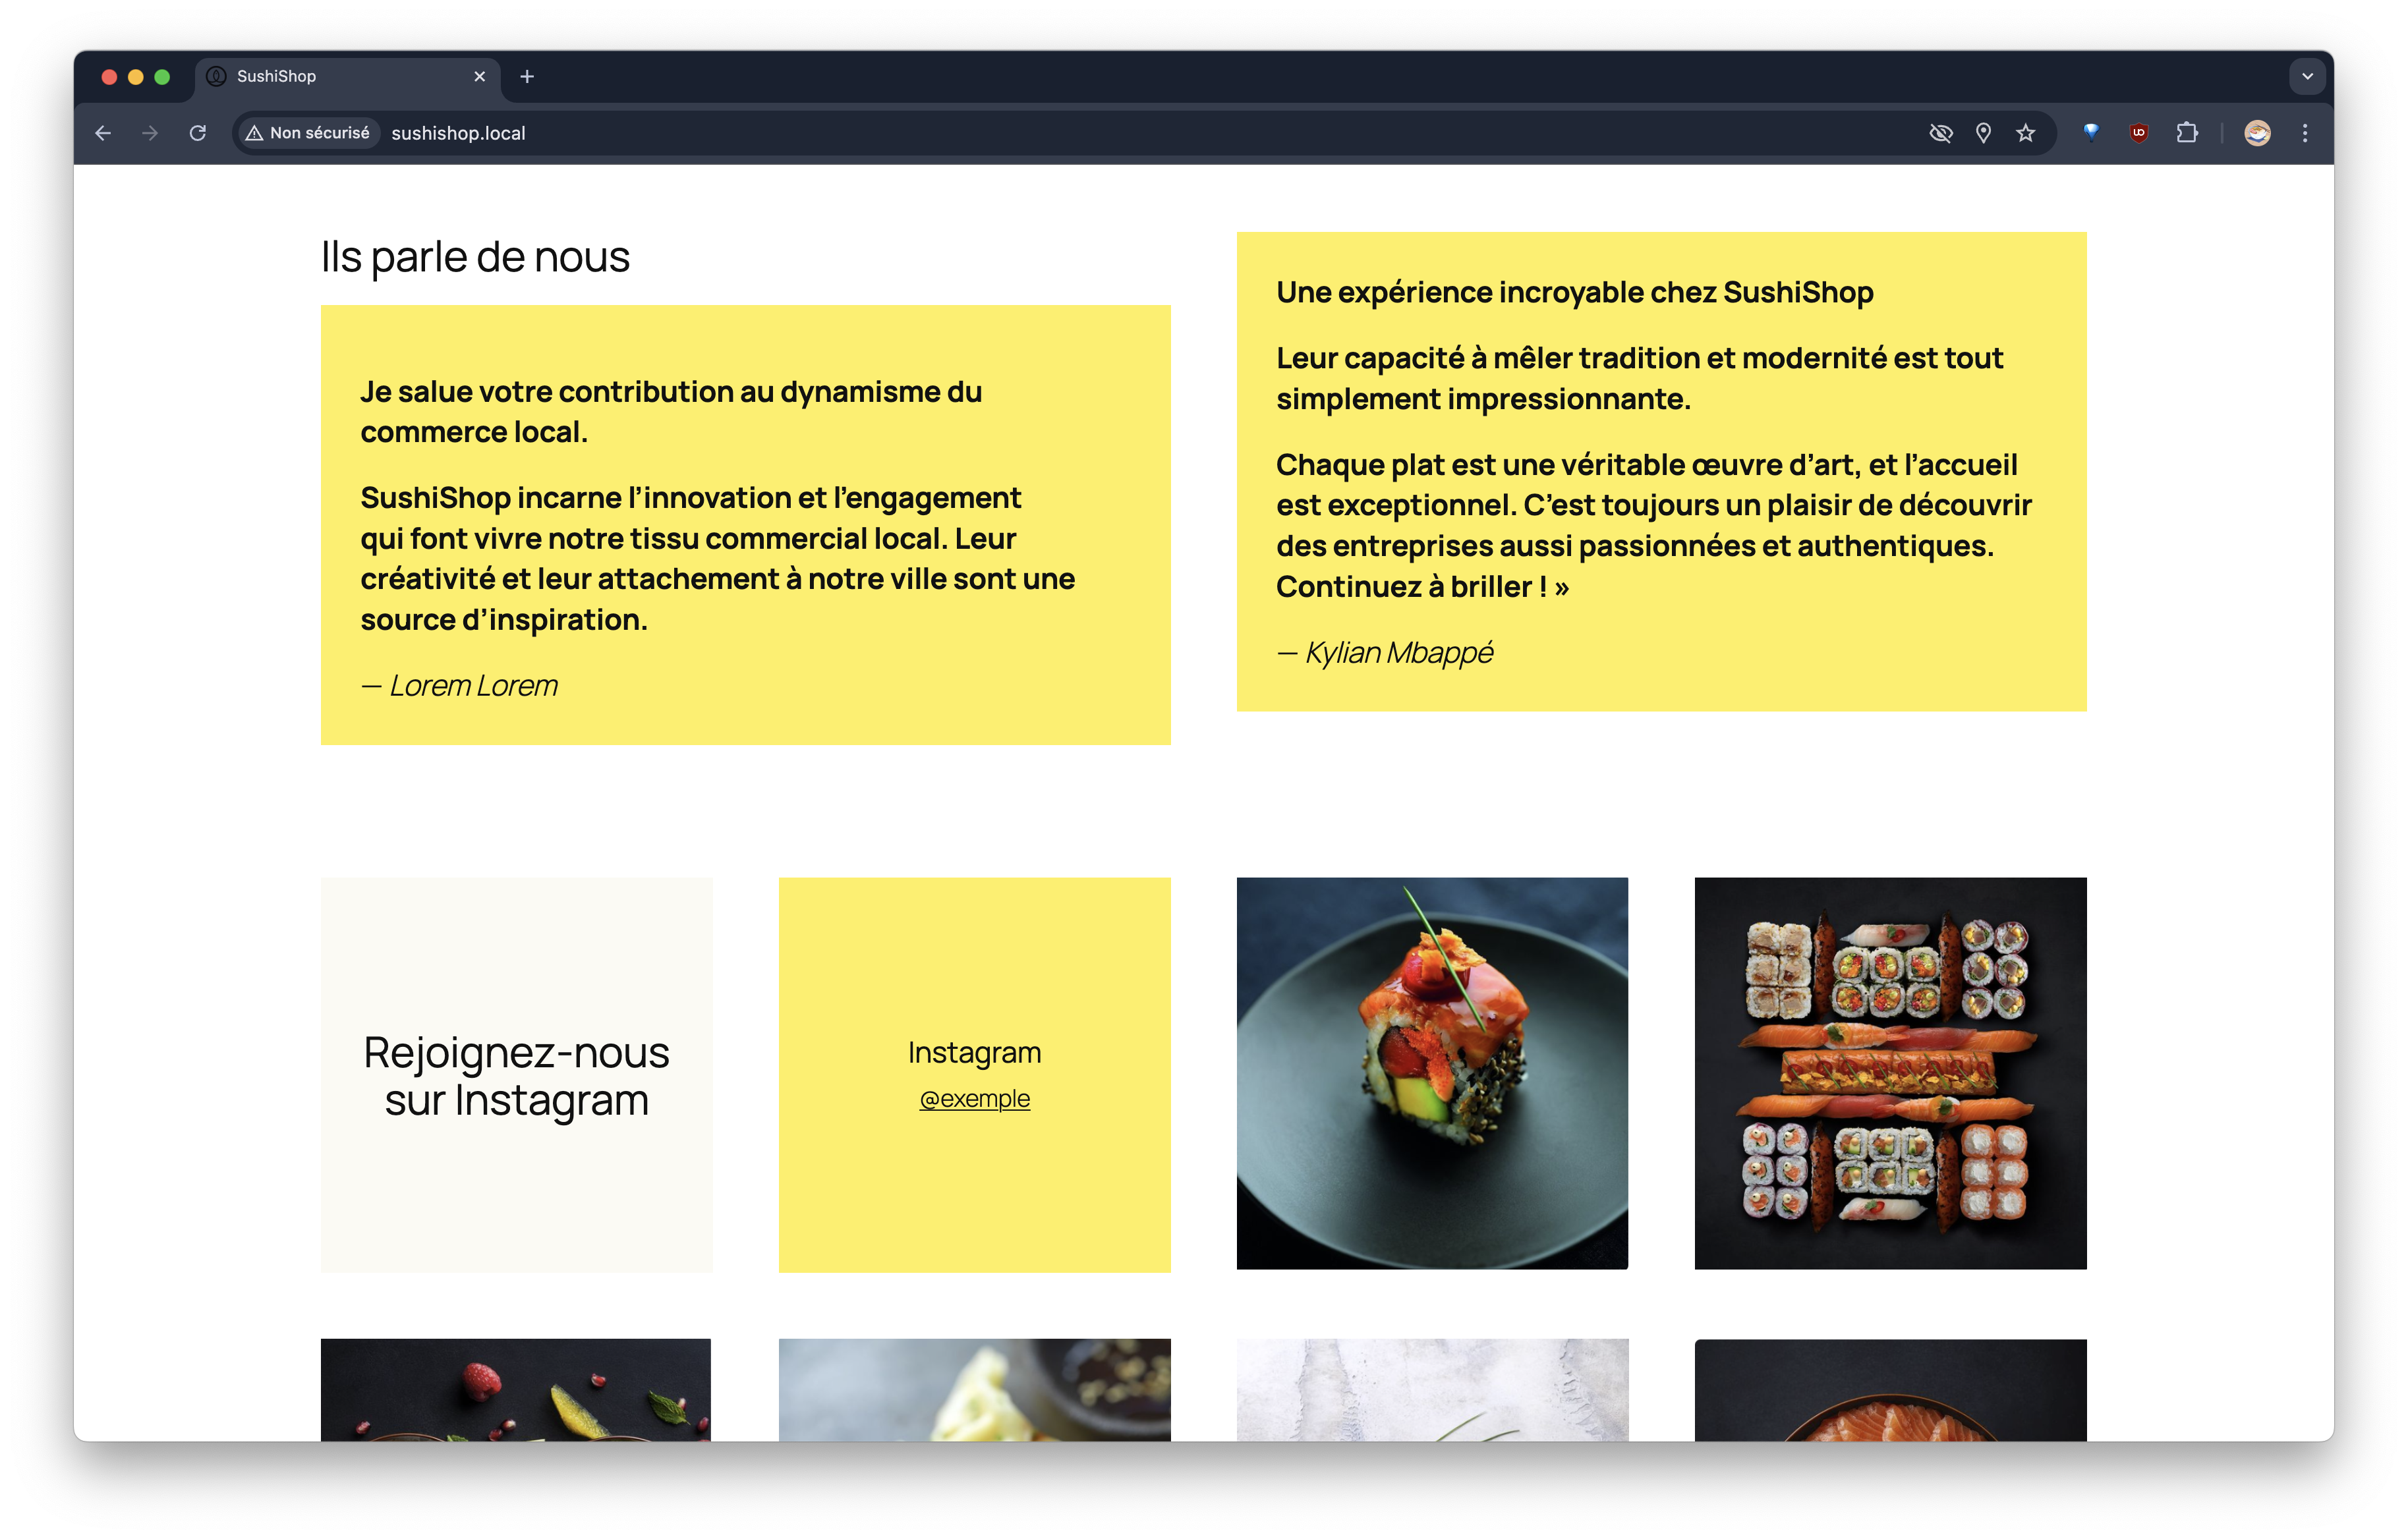 SushiShop
Non sécurisé
sushishop.local
Ils parle de nous
Je salue votre contribution au dynamisme du
commerce local.
SushiShop incarne l’innovation et l’engagement
qui font vivre notre tissu commercial local. Leur
créativité et leur attachement à notre ville sont une
source d’inspiration.
— Lorem Lorem
Une expérience incroyable chez SushiShop
Leur capacité à mêler tradition et modernité est tout
simplement impressionnante.
Chaque plat est une véritable œuvre d’art, et l’accueil
est exceptionnel. C’est toujours un plaisir de découvrir
des entreprises aussi passionnées et authentiques.
Continuez à briller ! »
— Kylian Mbappé
Rejoignez-nous
sur Instagram
Instagram
@exemple